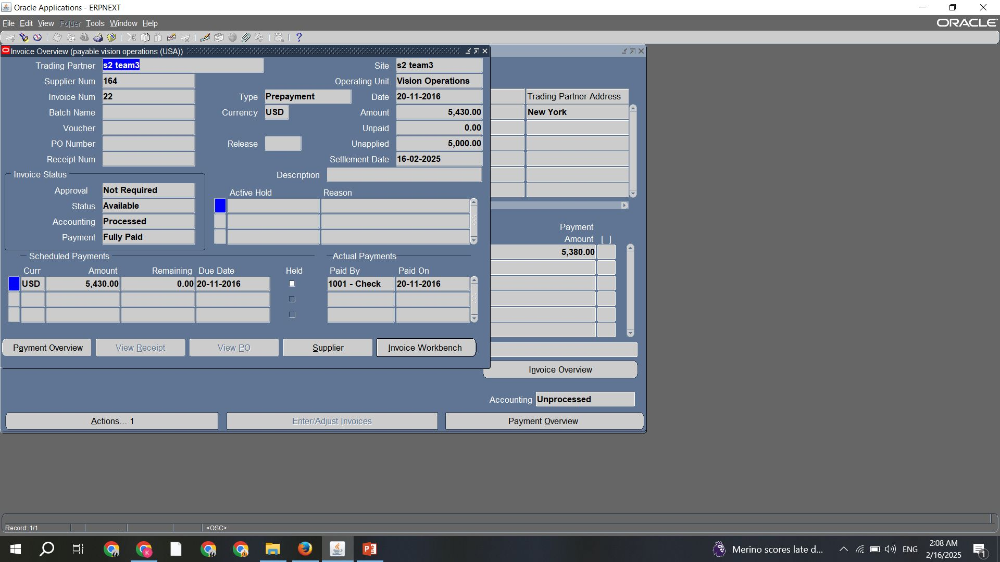 Oracle Applications - ERPNEXT
File Edit View Folder Tools Window Help
ORACLE
Invoice Overview (payable vision operations (USA))
Trading Partner s2 team3 Site s2 team3
Supplier Num 164 Operating Unit Vision Operations
Invoice Num 22 Type Prepayment Date 20-11-2016
Trading Partner Address
Batch Name Currency USD Amount 5,430.00
New York
Voucher Unpaid 0.00
PO Number Release Unapplied 5,000.00
Receipt Num Settlement Date 16-02-2025
Invoice Status Description
Approval Not Required Active Hold Reason
Status Available
Accounting Processed
Payment Fully Paid
Payment
Amount [ ]
5,380.00
Scheduled Payments Actual Payments
Curr Amount Remaining Due Date Held Paid By Paid On
USD 5,430.00 0.00 20-11-2016 1001 - Check 20-11-2016
Payment Overview View Receipt View PO Supplier Invoice Workbench
Invoice Overview
Accounting Unprocessed
Actions... 1 Enter/Adjust Invoices Payment Overview
Record: 1/1 ... <OSC>
Merino scores late d... ENG 2:08 AM
2/16/2025
1